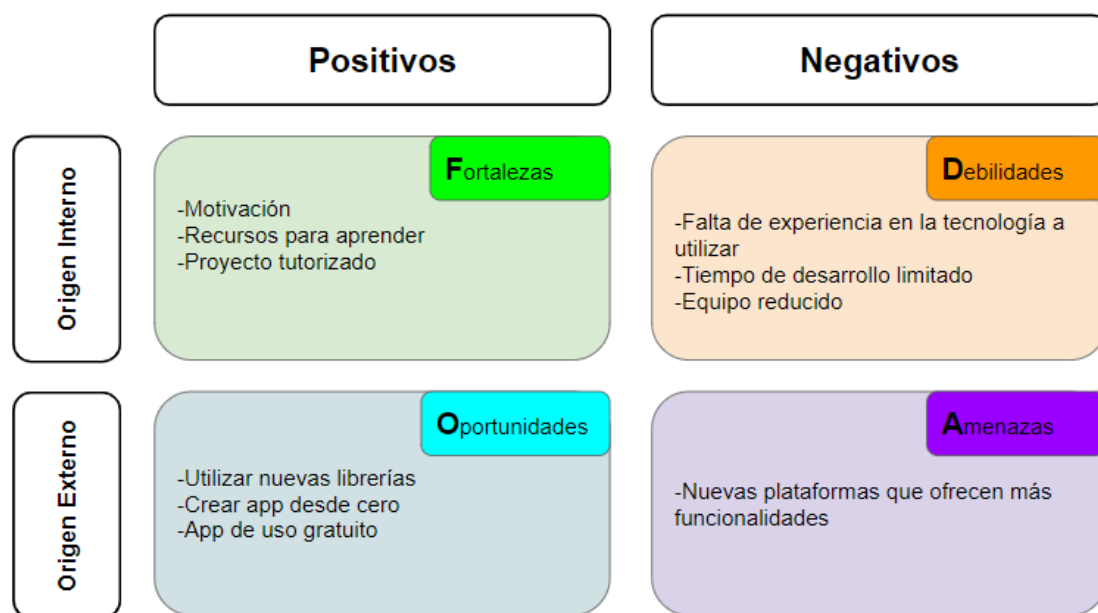 Positivos
Negativos
Origen Interno
Fortalezas
-Motivación
-Recursos para aprender
-Proyecto tutorizado
Debilidades
-Falta de experiencia en la tecnología a
utilizar
-Tiempo de desarrollo limitado
-Equipo reducido
Origen Externo
Oportunidades
-Utilizar nuevas librerías
-Crear app desde cero
-App de uso gratuito
Amenazas
-Nuevas plataformas que ofrecen más
funcionalidades